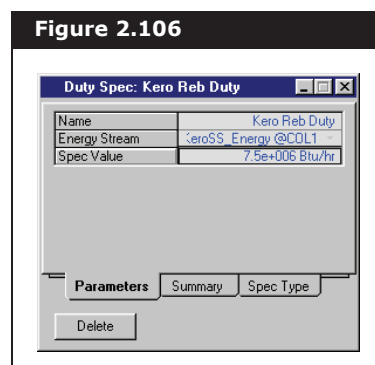 Figure 2.106
Duty Spec: Kero Reb Duty
Name Kero Reb Duty
Energy Stream eroSS_Energy @COL1
Spec Value 7.5e+006 Btu/hr
Parameters Summary Spec Type
Delete